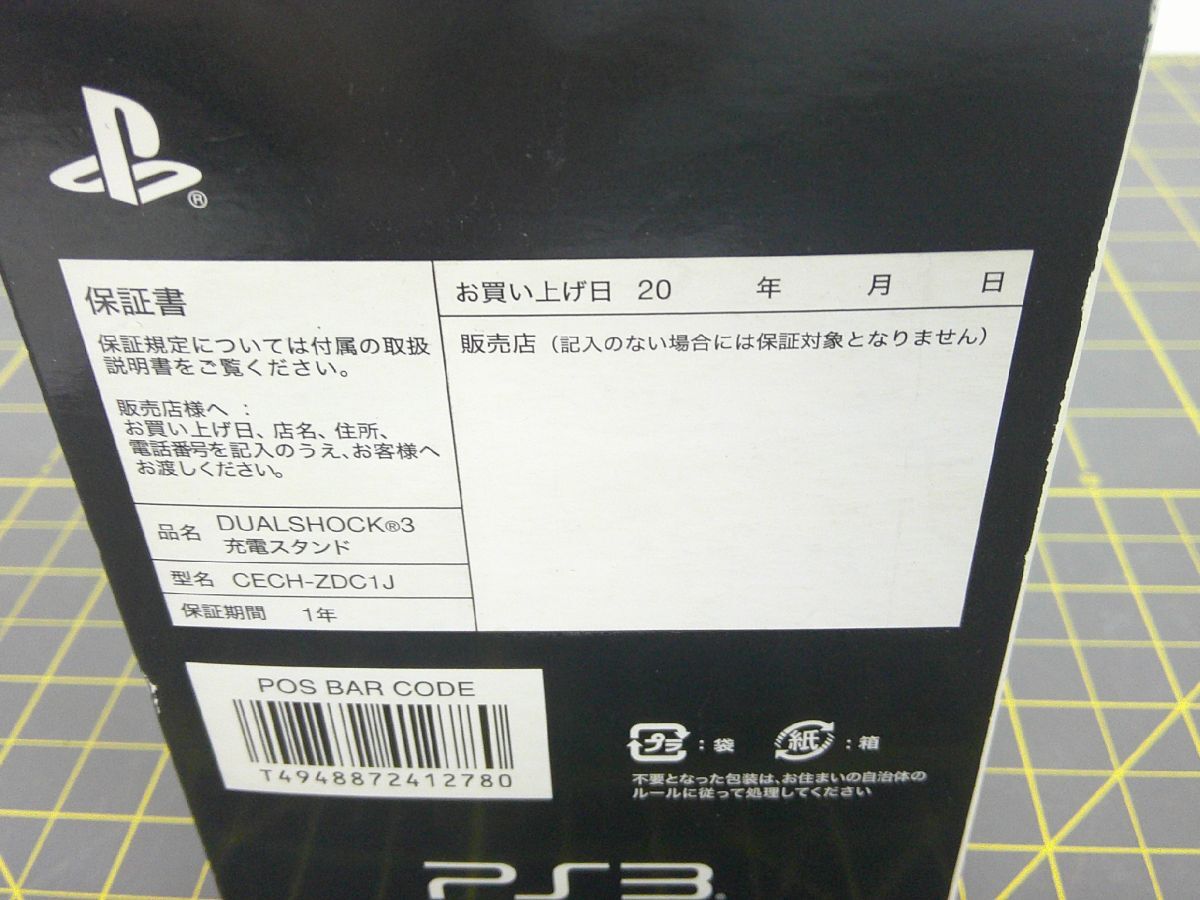 ®
保証書
保証規定については付属の取扱
説明書をご覧ください。
販売店様へ：
お買い上げ日、店名、住所、
電話番号を記入のうえ、お客様へ
お渡しください。
品名 DUALSHOCK®3
充電スタンド
型名 CECH-ZDC1J
保証期間 1年
お買い上げ日 20 年 月 日
販売店（記入のない場合には保証対象となりません）
POS BAR CODE
T4948872412780
プラ：袋 紙：箱
不要となった包装は、お住まいの自治体の
ルールに従って処理してください
PS3